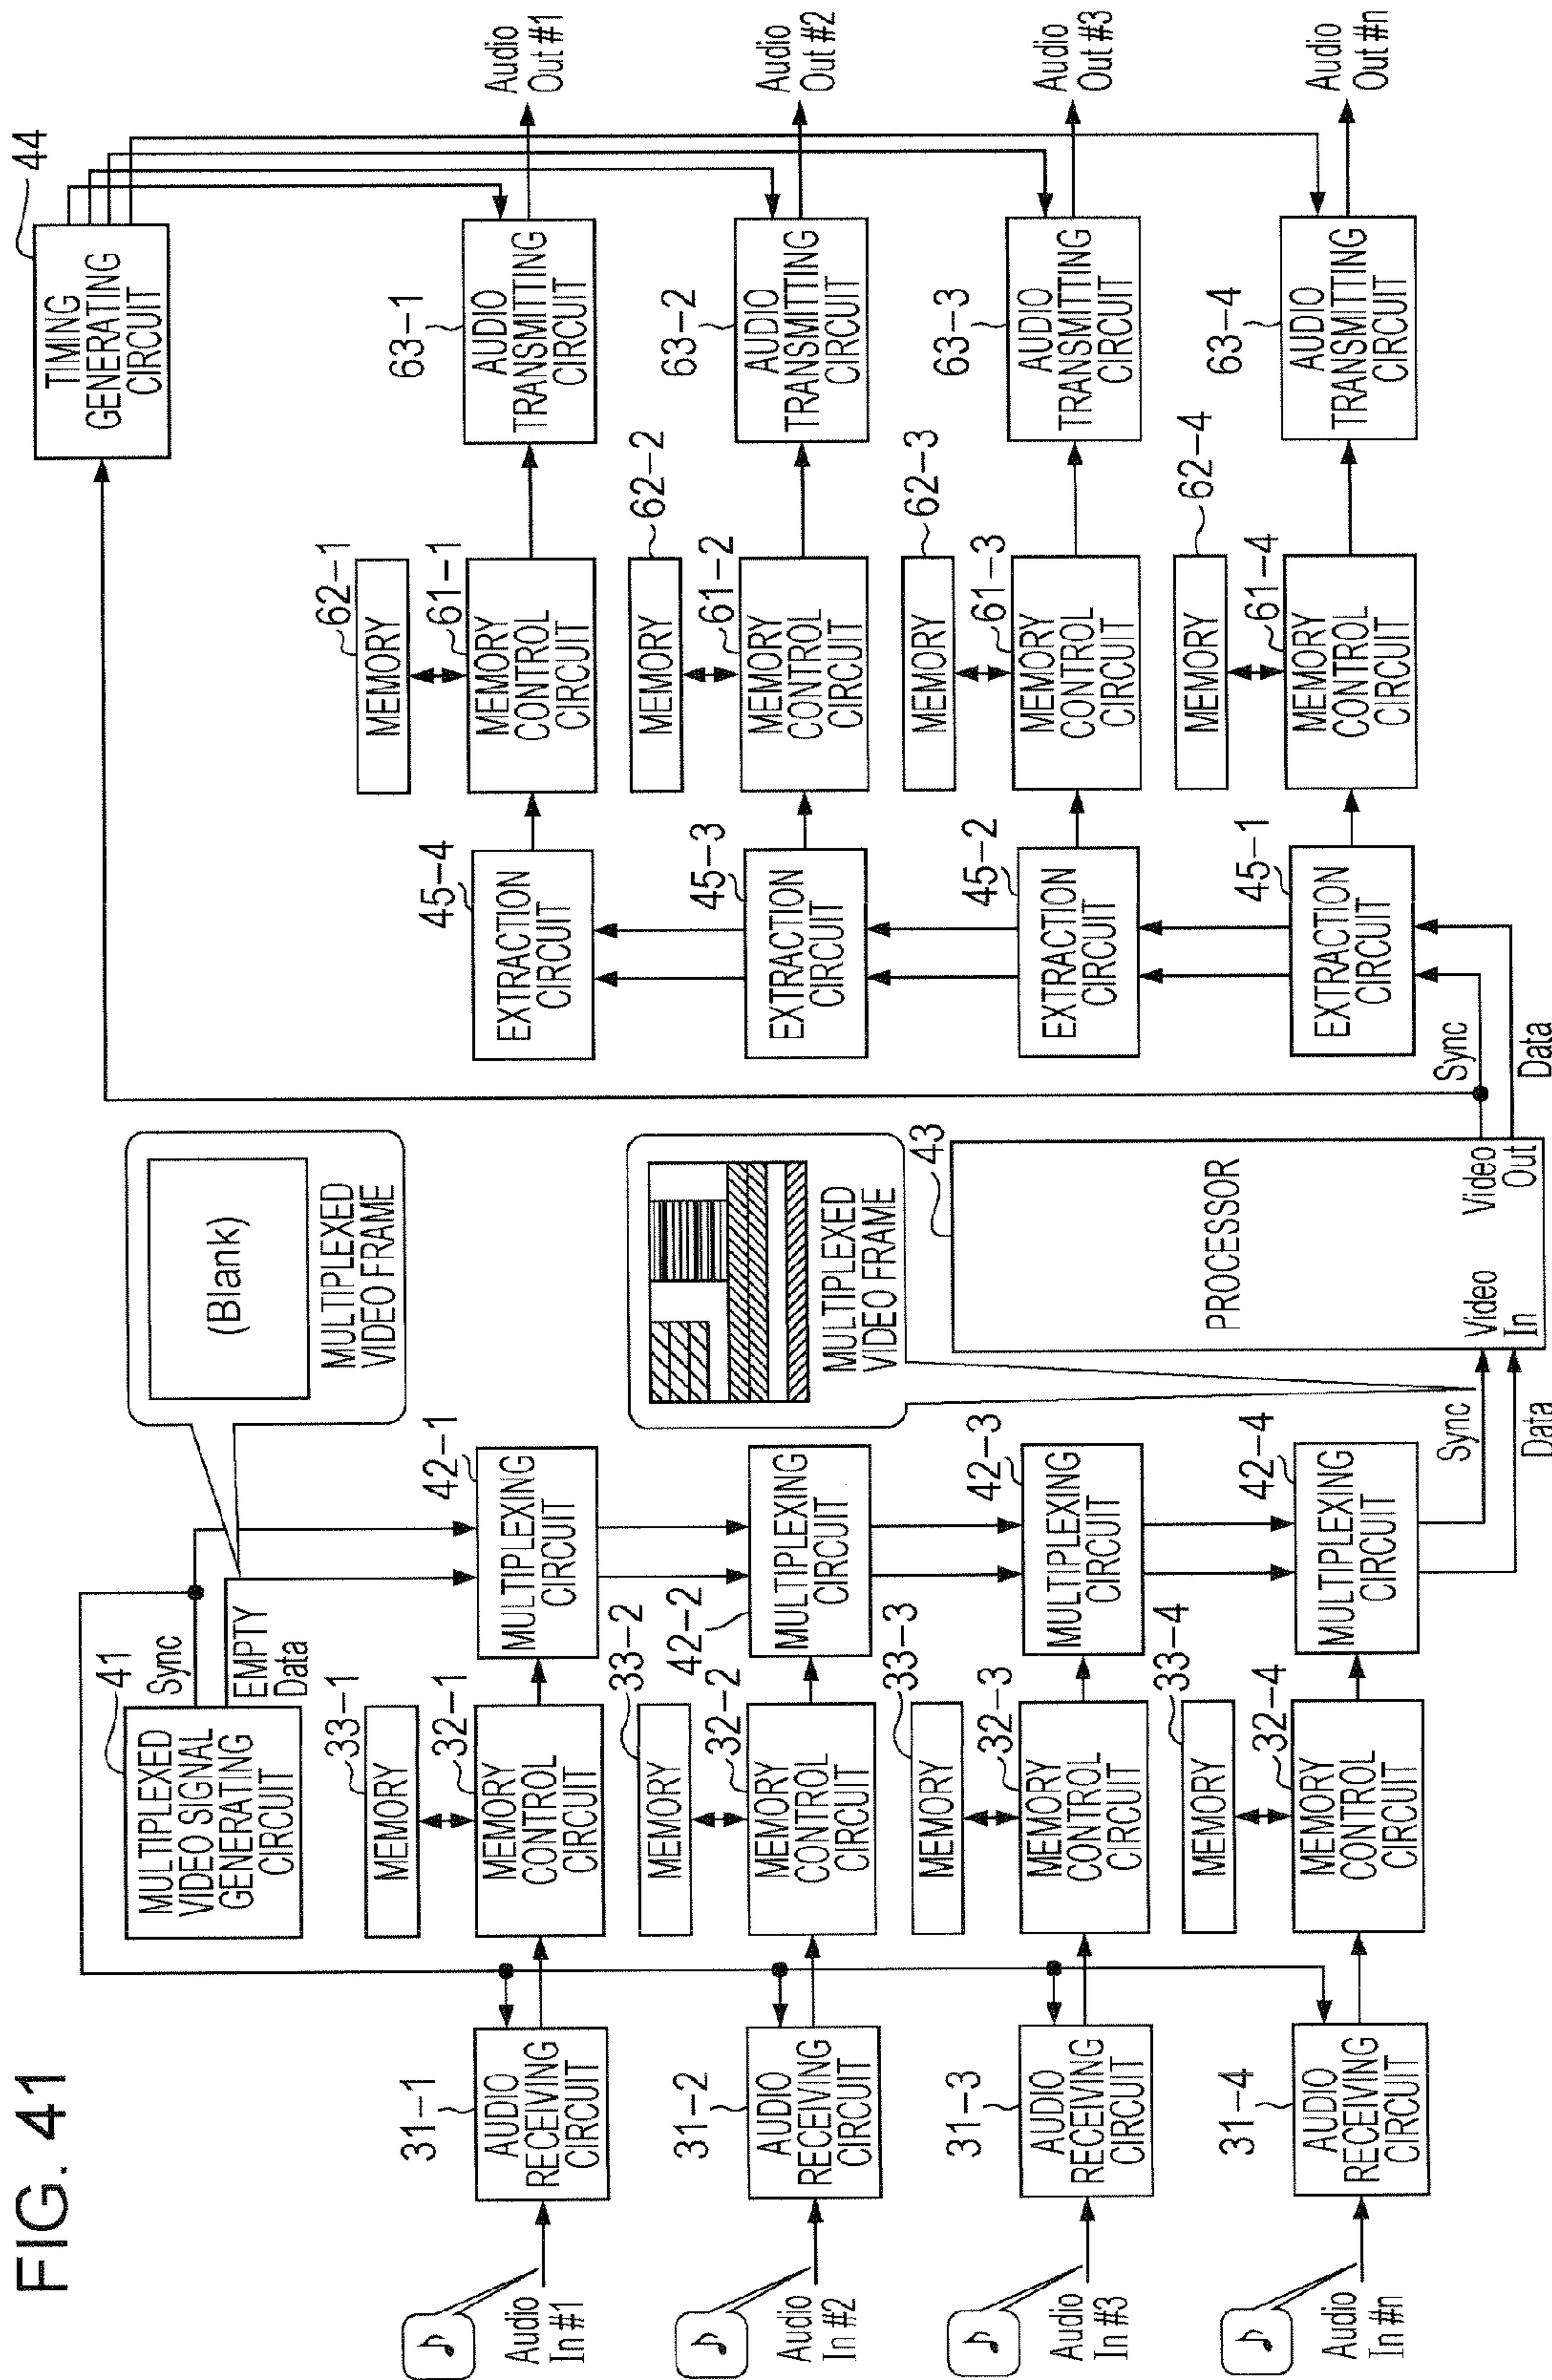 FIG. 41
41
MULTIPLEXED
VIDEO SIGNAL
GENERATING
CIRCUIT
Sync
EMPTY
Data
(Blank)
MULTIPLEXED
VIDEO FRAME
44
TIMING
GENERATING
CIRCUIT
Audio
In #1
31-1
AUDIO
RECEIVING
CIRCUIT
33-1
MEMORY
32-1
MEMORY
CONTROL
CIRCUIT
42-1
MULTIPLEXING
CIRCUIT
45-4
EXTRACTION
CIRCUIT
62-1
MEMORY
61-1
MEMORY
CONTROL
CIRCUIT
63-1
AUDIO
TRANSMITTING
CIRCUIT
Audio
Out #1
Audio
In #2
31-2
AUDIO
RECEIVING
CIRCUIT
33-2
MEMORY
32-2
MEMORY
CONTROL
CIRCUIT
42-2
MULTIPLEXING
CIRCUIT
MULTIPLEXED
VIDEO FRAME
45-3
EXTRACTION
CIRCUIT
62-2
MEMORY
61-2
MEMORY
CONTROL
CIRCUIT
63-2
AUDIO
TRANSMITTING
CIRCUIT
Audio
Out #2
Audio
In #3
31-3
AUDIO
RECEIVING
CIRCUIT
33-3
MEMORY
32-3
MEMORY
CONTROL
CIRCUIT
42-3
MULTIPLEXING
CIRCUIT
45-2
EXTRACTION
CIRCUIT
62-3
MEMORY
61-3
MEMORY
CONTROL
CIRCUIT
63-3
AUDIO
TRANSMITTING
CIRCUIT
Audio
Out #3
Audio
In #n
31-4
AUDIO
RECEIVING
CIRCUIT
33-4
MEMORY
32-4
MEMORY
CONTROL
CIRCUIT
42-4
MULTIPLEXING
CIRCUIT
Sync
Data
43
PROCESSOR
Video
In
Video
Out
Sync
Data
45-1
EXTRACTION
CIRCUIT
62-4
MEMORY
61-4
MEMORY
CONTROL
CIRCUIT
63-4
AUDIO
TRANSMITTING
CIRCUIT
Audio
Out #n